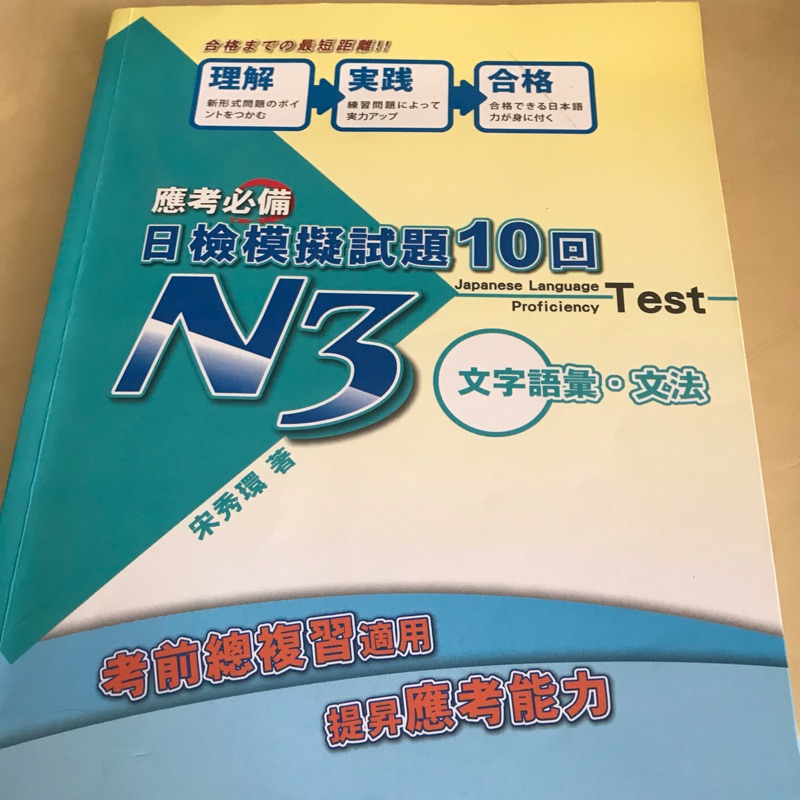 合格までの最短距離!!
理解
新形式問題のポイ
ントをつかむ
実践
練習問題によって
実力アップ
合格
合格できる日本語
力が身に付く
應考必備
日檢模擬試題10回
N3
Japanese Language
Proficiency Test
文字語彙・文法
宋秀環 著
考前總複習適用
提昇應考能力